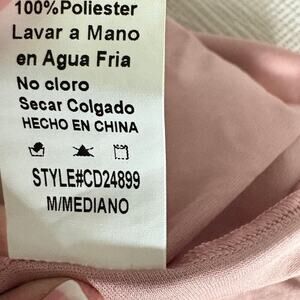 100%Poliester
Lavar a Mano
en Agua Fria
No cloro
Secar Colgado
HECHO EN CHINA
STYLE#CD24899
M/MEDIANO